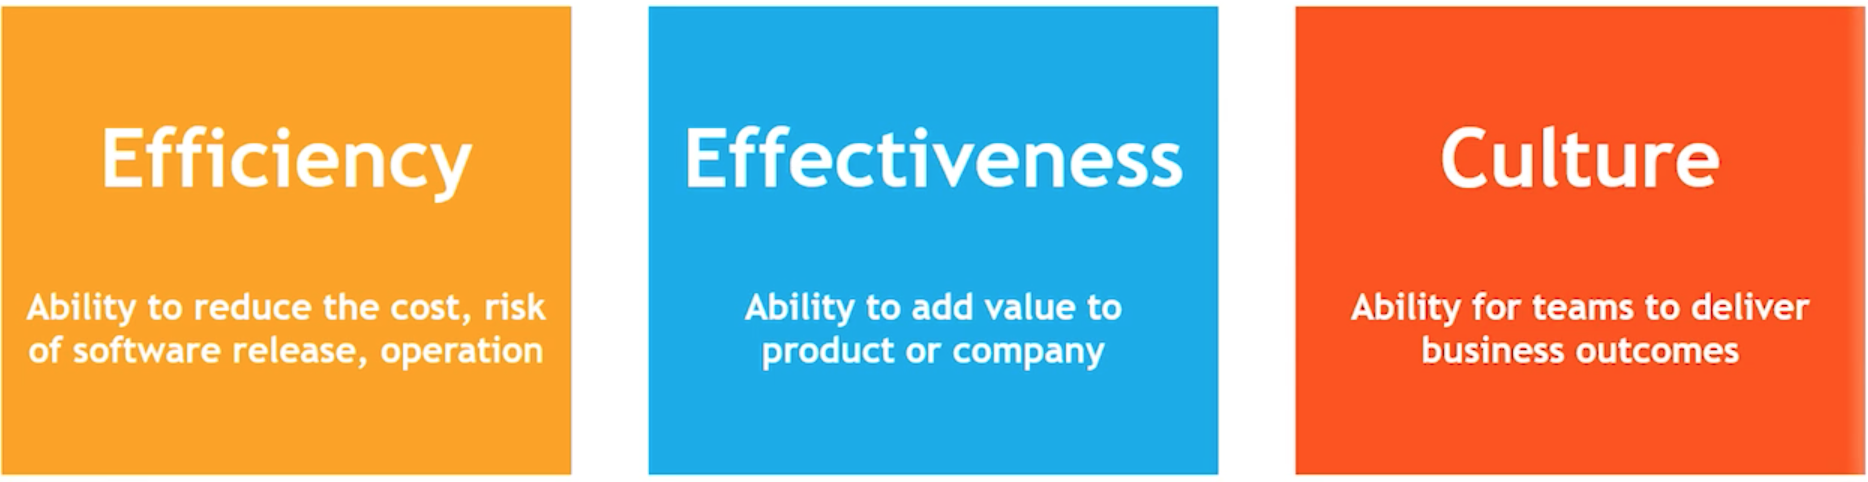 Efficiency
Ability to reduce the cost, risk
of software release, operation
Effectiveness
Ability to add value to
product or company
Culture
Ability for teams to deliver
business outcomes